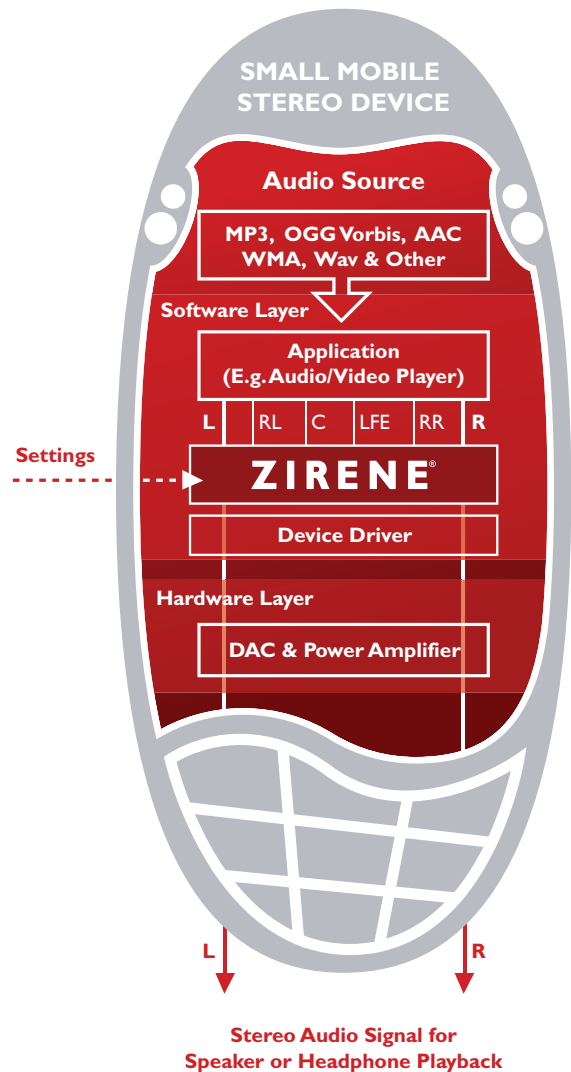 SMALL MOBILE
STEREO DEVICE
Audio Source
MP3, OGG Vorbis, AAC
WMA, Wav & Other
Software Layer
Application
(E.g. Audio/Video Player)
L RL C LFE RR R
Settings
ZIRENE®
Device Driver
Hardware Layer
DAC & Power Amplifier
L R
Stereo Audio Signal for
Speaker or Headphone Playback